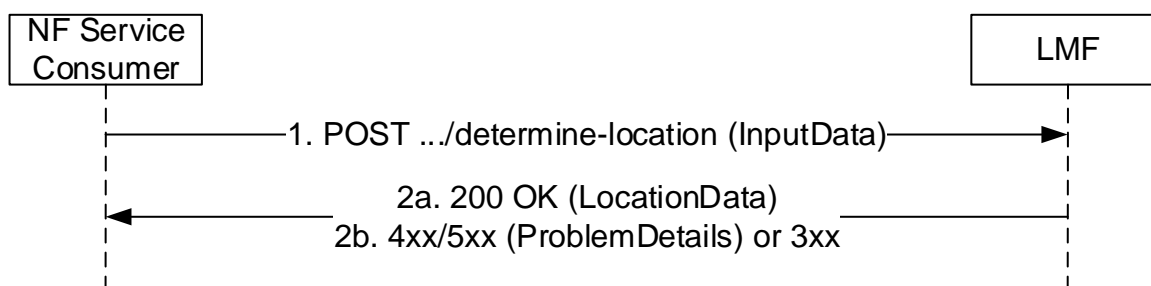 NF Service
Consumer
LMF
1. POST .../determine-location (InputData)
2a. 200 OK (LocationData)
2b. 4xx/5xx (ProblemDetails) or 3xx